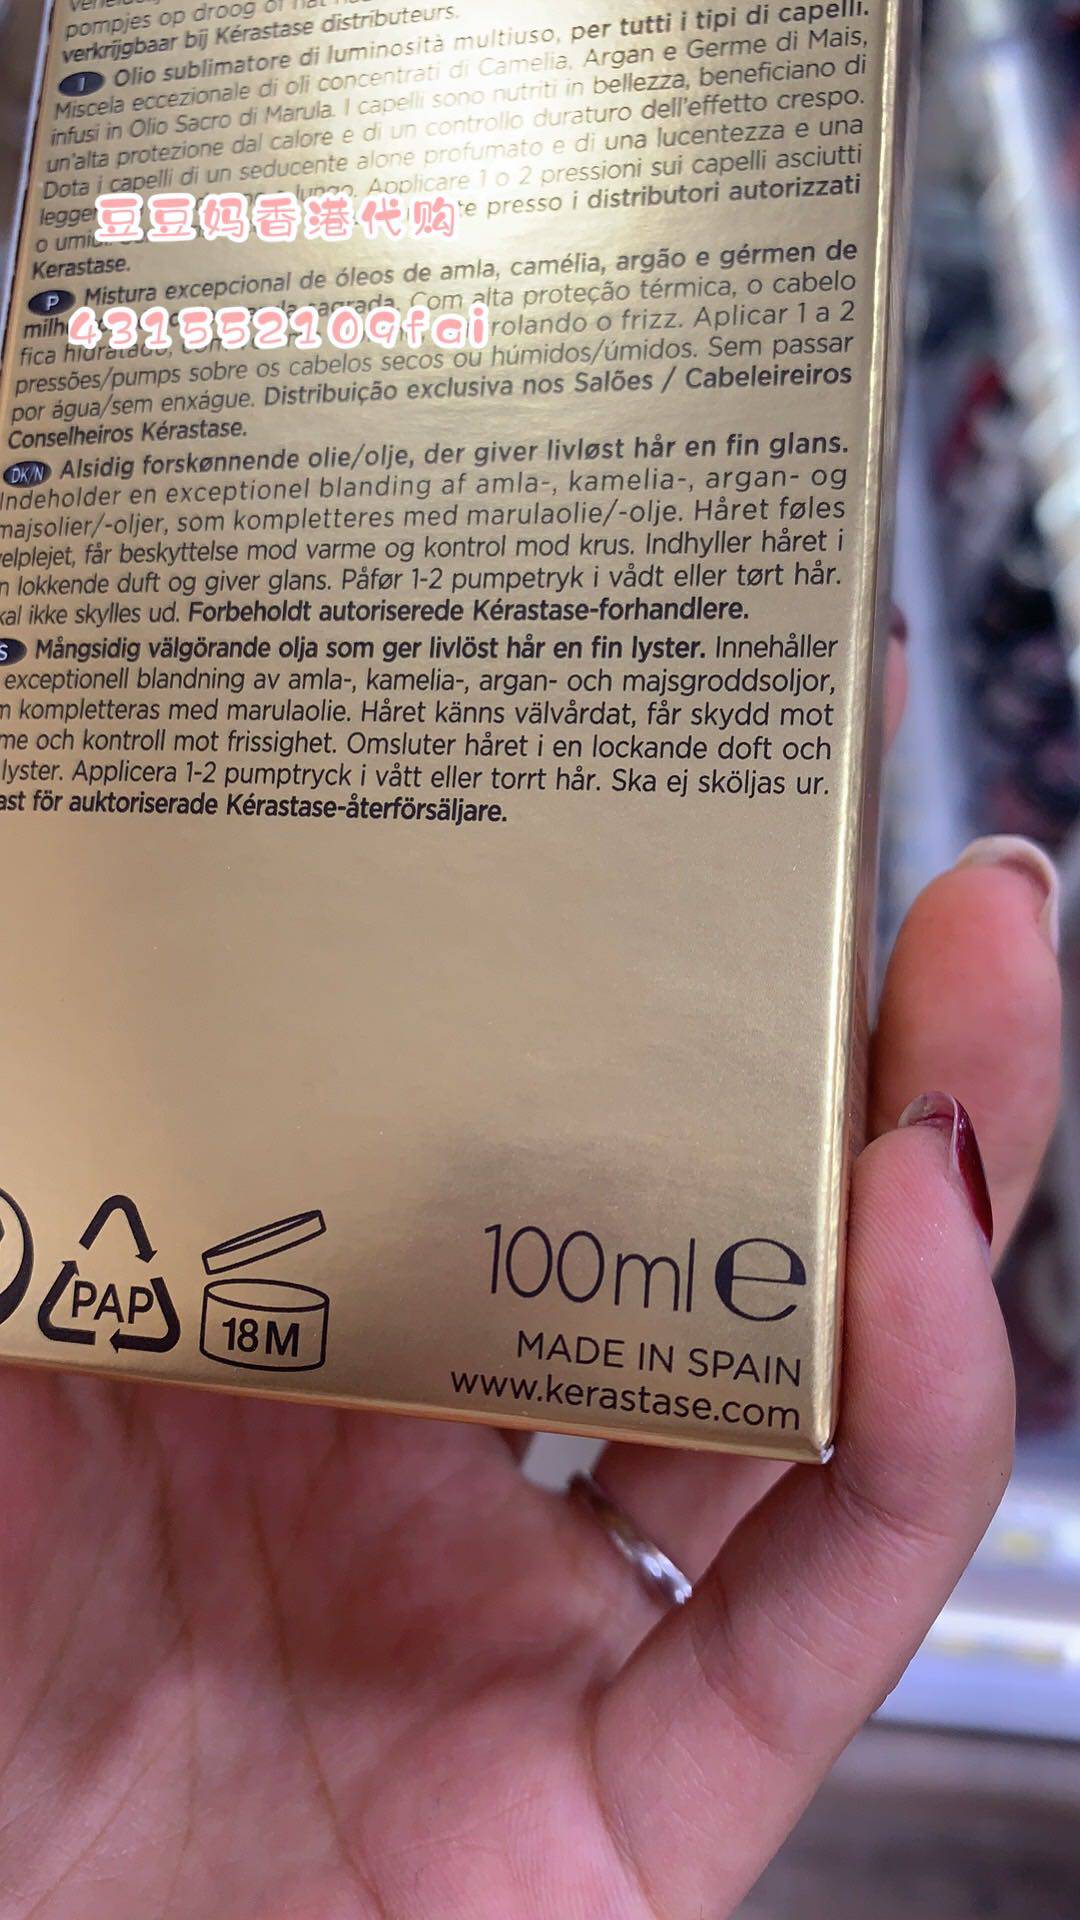 pompjes op droog of nat
verkrijgbaar bij Kérastase distributeurs.
I Olio sublimatore di luminosità multiuso, per tutti i tipi di capelli.
Miscela eccezionale di oli concentrati di Camelia, Argan e Germe di Mais,
infusi in Olio Sacro di Marula. I capelli sono nutriti in bellezza, beneficiano di
un'alta protezione dal calore e di un controllo duraturo dell'effetto crespo.
Dota i capelli di un seducente alone profumato e di una lucentezza e una
lungo. Applicare 1 o 2 pressioni sui capelli asciutti
豆豆妈香港代购
o presso i distributori autorizzati
Kerastase.
P Mistura excepcional de óleos de amla, camélia, argão e gérmen de
sagrada. Com alta proteção térmica, o cabelo
431552109fai
fica rolando o frizz. Aplicar 1 a 2
pressões/pumps sobre os cabelos secos ou húmidos/úmidos. Sem passar
por água/sem enxágue. Distribuição exclusiva nos Salões / Cabeleireiros
Conselheiros Kérastase.
DK/N Alsidig forskønnende olie/olje, der giver livløst hår en fin glans.
Indeholder en exceptionel blanding af amla-, kamelia-, argan- og
majsolier/-oljer, som kompletteres med marulaolie/-olje. Håret føles
elplejet, får beskyttelse mod varme og kontrol mod krus. Indhyller håret i
n lokkende duft og giver glans. Påfør 1-2 pumpetryk i vådt eller tørt hår.
kal ikke skylles ud. Forbeholdt autoriserede Kérastase-forhandlere.
S Mångsidig välgörande olja som ger livlöst hår en fin lyster. Innehåller
exceptionell blandning av amla-, kamelia-, argan- och majsgroddsoljor,
m kompletteras med marulaolie. Håret känns välvårdat, får skydd mot
me och kontroll mot frissighet. Omsluter håret i en lockande doft och
lyster. Applicera 1-2 pumptryck i vått eller torrt hår. Ska ej sköljas ur.
ast för auktoriserade Kérastase-återförsäljare.
PAP
18 M
100ml e
MADE IN SPAIN
www.kerastase.com